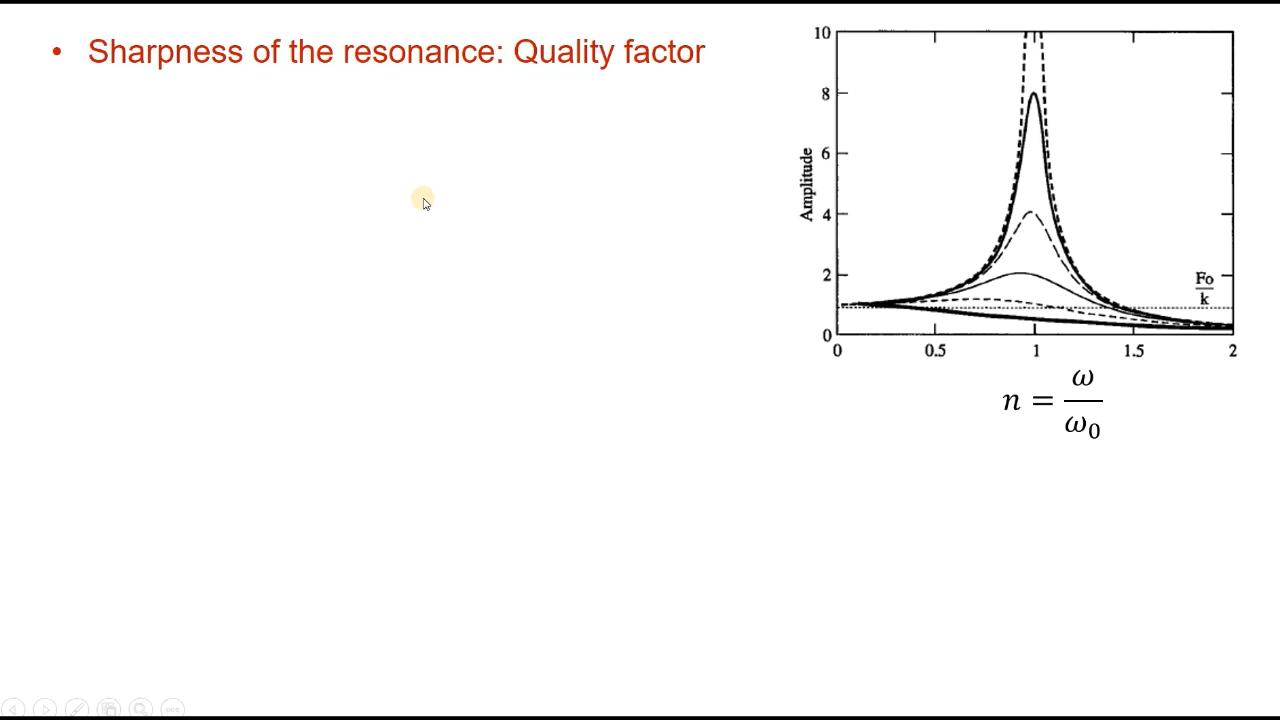 • Sharpness of the resonance: Quality factor
10
8
6
4
2
0
Amplitude
Fo
k
0 0.5 1 1.5 2
n = ω
ω₀